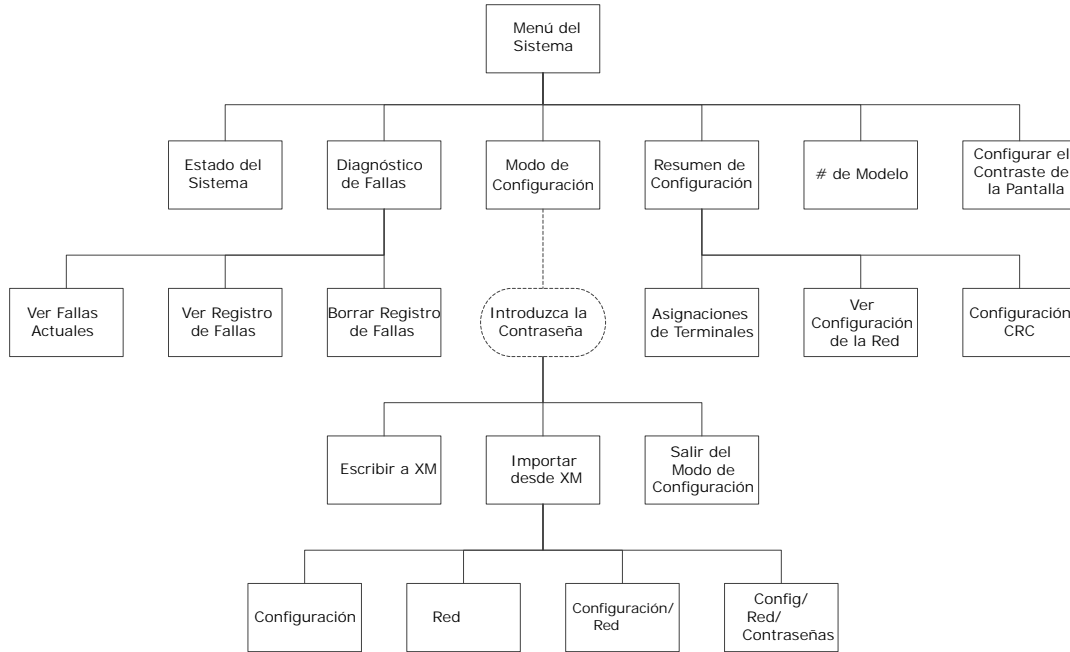 Menú del
Sistema
Estado del
Sistema
Diagnóstico
de Fallas
Modo de
Configuración
Resumen de
Configuración
# de Modelo
Configurar el
Contraste de
la Pantalla
Ver Fallas
Actuales
Ver Registro
de Fallas
Borrar Registro
de Fallas
Introduzca la
Contraseña
Asignaciones
de Terminales
Ver
Configuración
de la Red
Configuración
CRC
Escribir a XM
Importar
desde XM
Salir del
Modo de
Configuración
Configuración
Red
Configuración/
Red
Config/
Red/
Contraseñas